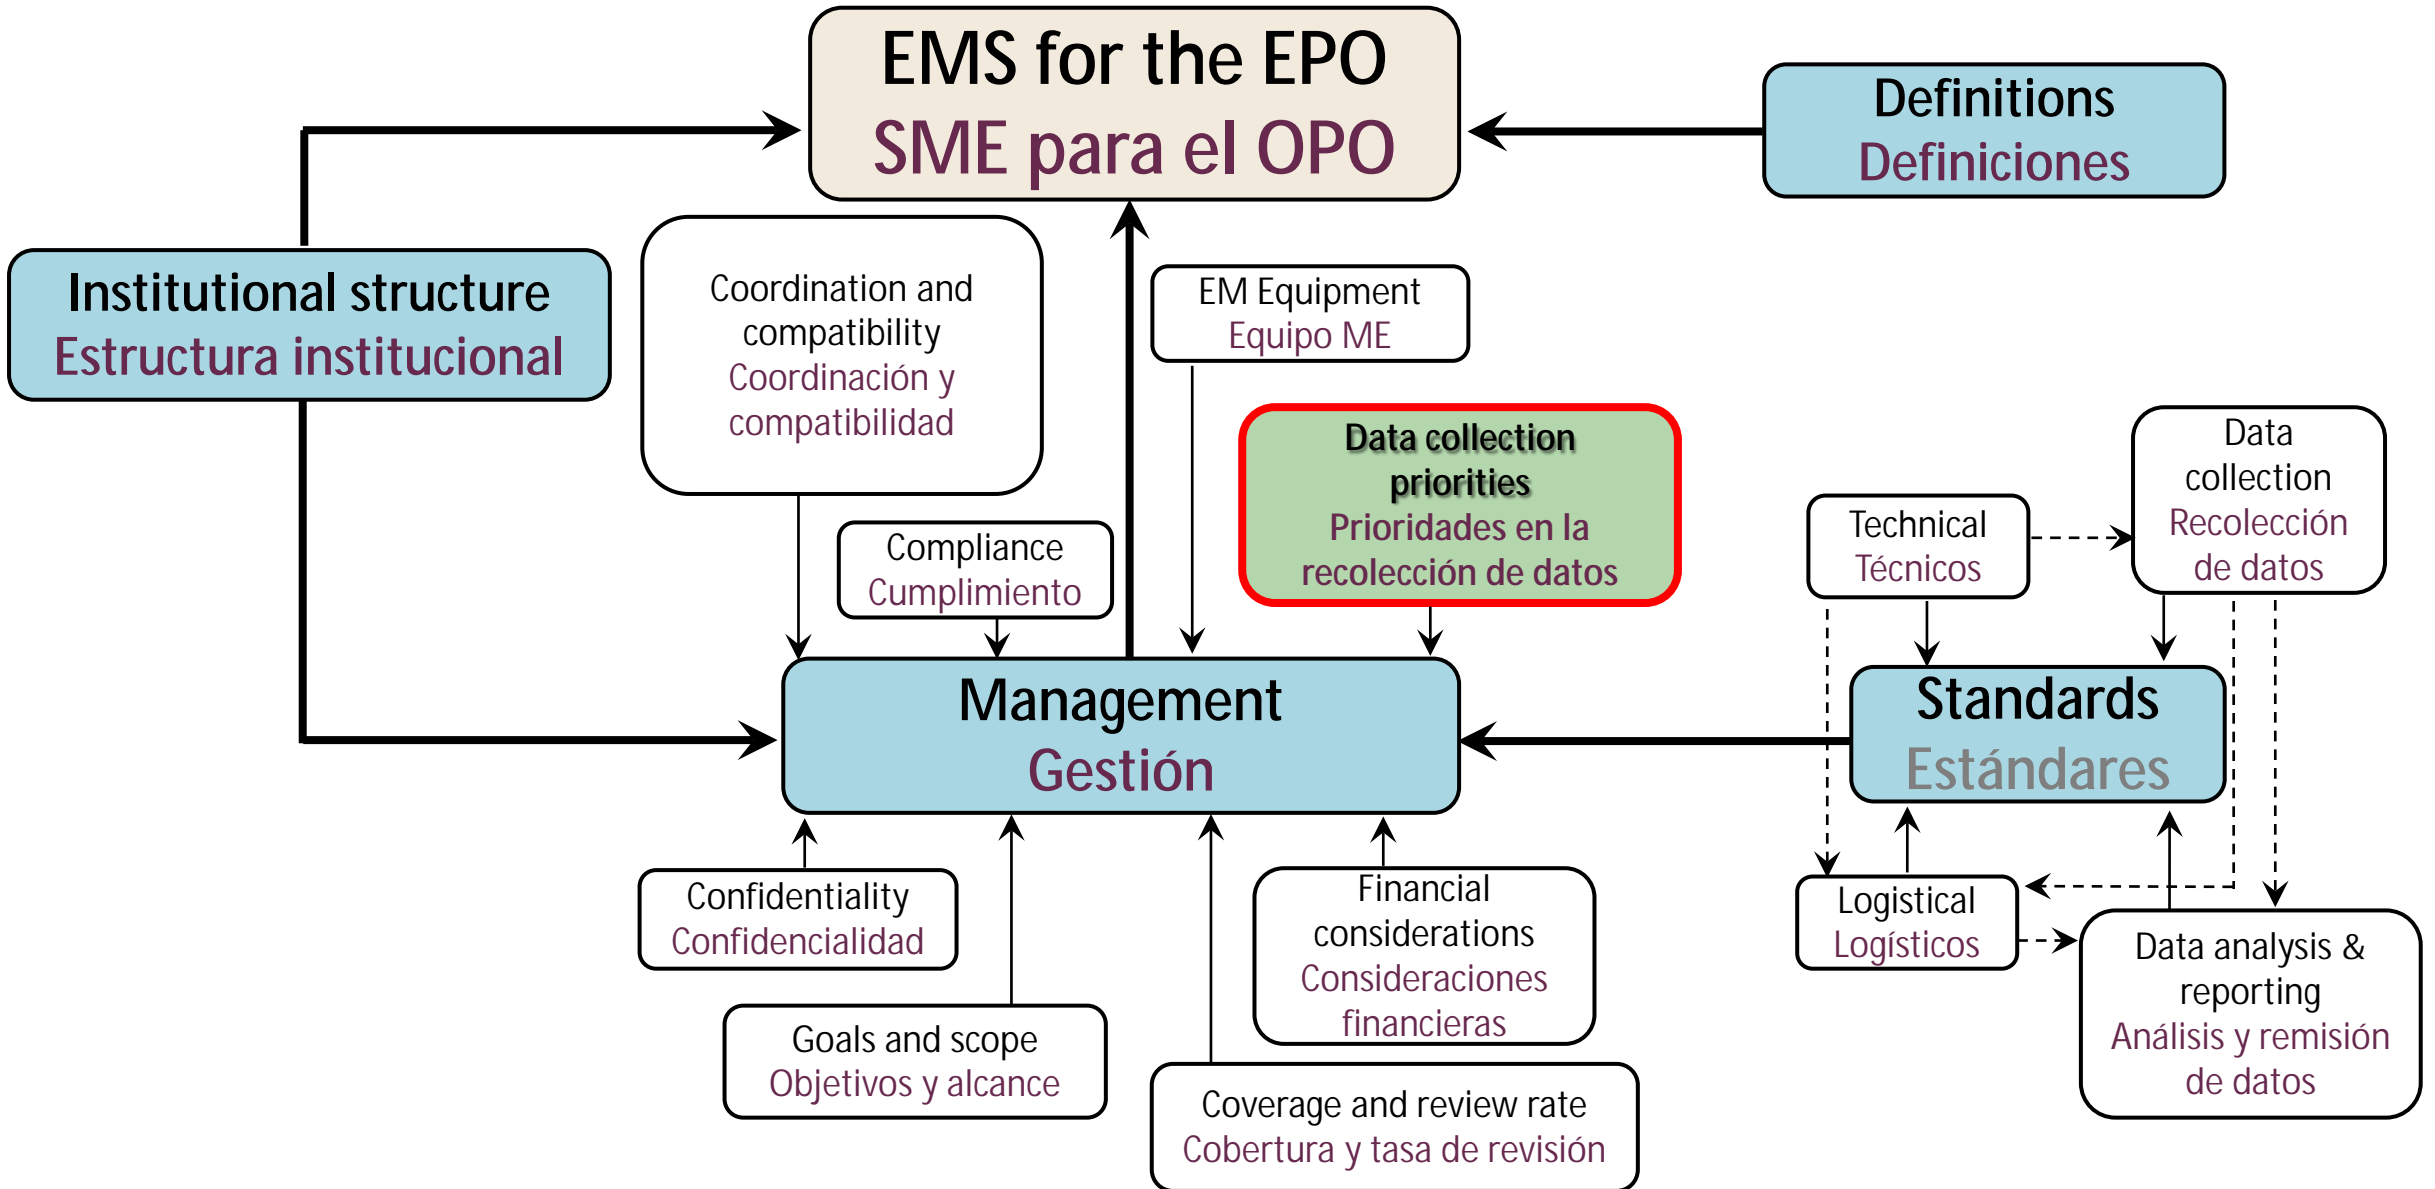 EMS for the EPO
SME para el OPO
Definitions
Definiciones
Institutional structure
Estructura institucional
Coordination and
compatibility
Coordinación y
compatibilidad
EM Equipment
Equipo ME
Compliance
Cumplimiento
Data collection
priorities
Prioridades en la
recolección de datos
Technical
Técnicos
Data
collection
Recolección
de datos
Management
Gestión
Standards
Estándares
Confidentiality
Confidencialidad
Goals and scope
Objetivos y alcance
Financial
considerations
Consideraciones
financieras
Coverage and review rate
Cobertura y tasa de revisión
Logistical
Logísticos
Data analysis &
reporting
Análisis y remisión
de datos